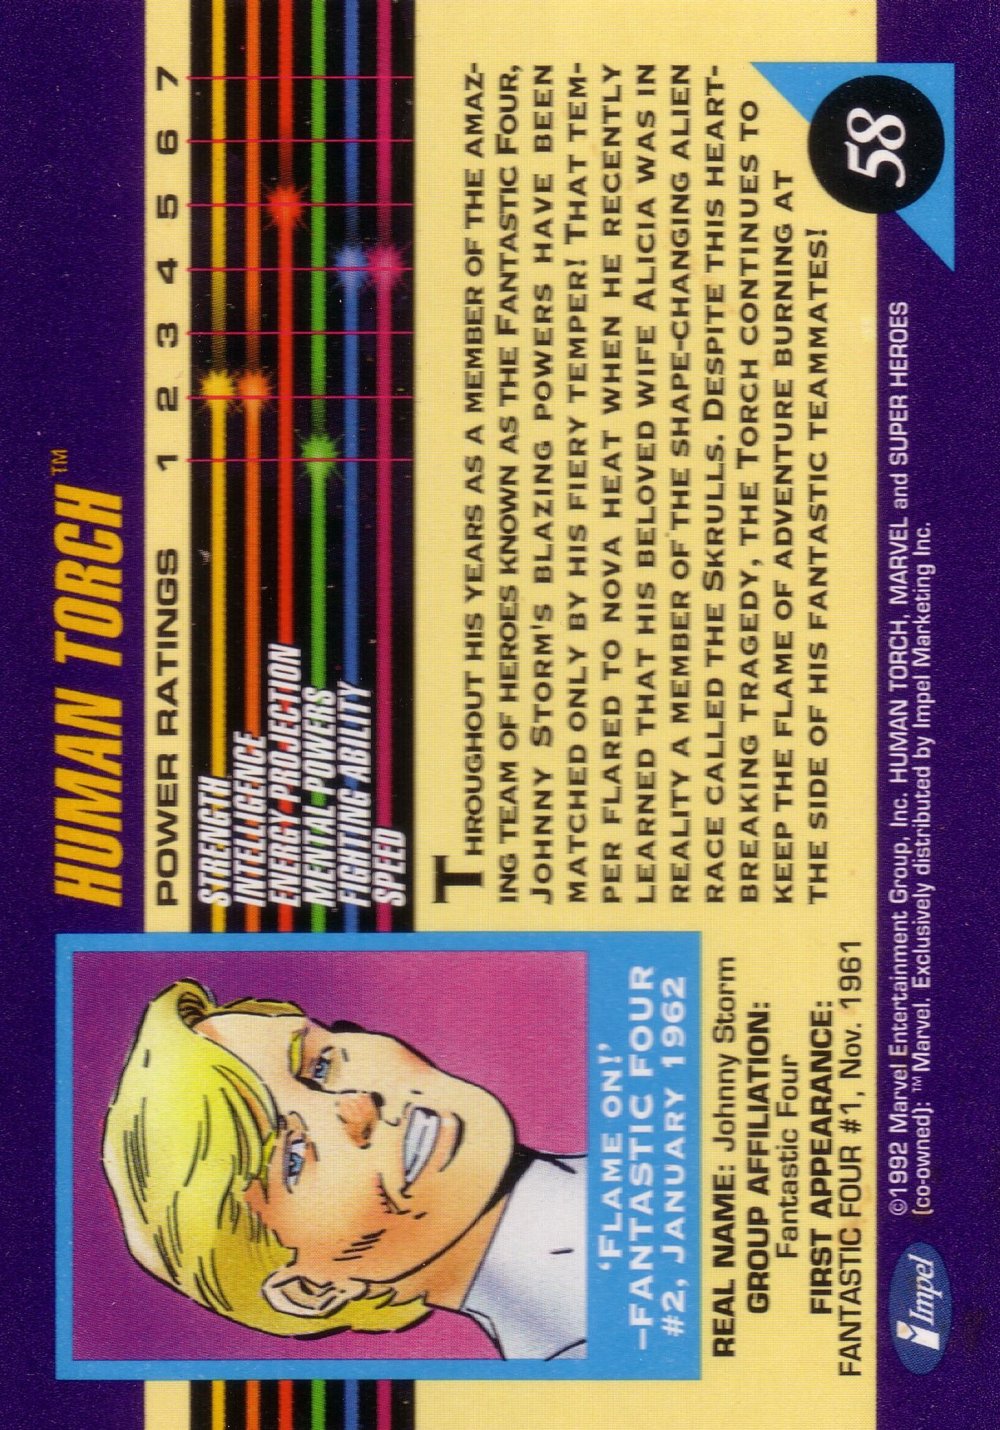 HUMAN TORCH™
POWER RATINGS 1 2 3 4 5 6 7
STRENGTH
INTELLIGENCE
ENERGY PROJECTION
MENTAL POWERS
FIGHTING ABILITY
SPEED
THROUGHOUT HIS YEARS AS A MEMBER OF THE AMAZ-
ING TEAM OF HEROES KNOWN AS THE FANTASTIC FOUR,
JOHNNY STORM'S BLAZING POWERS HAVE BEEN
MATCHED ONLY BY HIS FIERY TEMPER! THAT TEM-
PER FLARED TO NOVA HEAT WHEN HE RECENTLY
LEARNED THAT HIS BELOVED WIFE ALICIA WAS IN
REALITY A MEMBER OF THE SHAPE-CHANGING ALIEN
RACE CALLED THE SKRULLS. DESPITE THIS HEART-
BREAKING TRAGEDY, THE TORCH CONTINUES TO
KEEP THE FLAME OF ADVENTURE BURNING AT
THE SIDE OF HIS FANTASTIC TEAMMATES!
'FLAME ON!'
–FANTASTIC FOUR
#2, JANUARY 1962
REAL NAME: Johnny Storm
GROUP AFFILIATION:
Fantastic Four
FIRST APPEARANCE:
FANTASTIC FOUR #1, Nov. 1961
58
Impel
©1992 Marvel Entertainment Group, Inc. HUMAN TORCH, MARVEL and SUPER HEROES
(co-owned): ™ Marvel. Exclusively distributed by Impel Marketing Inc.